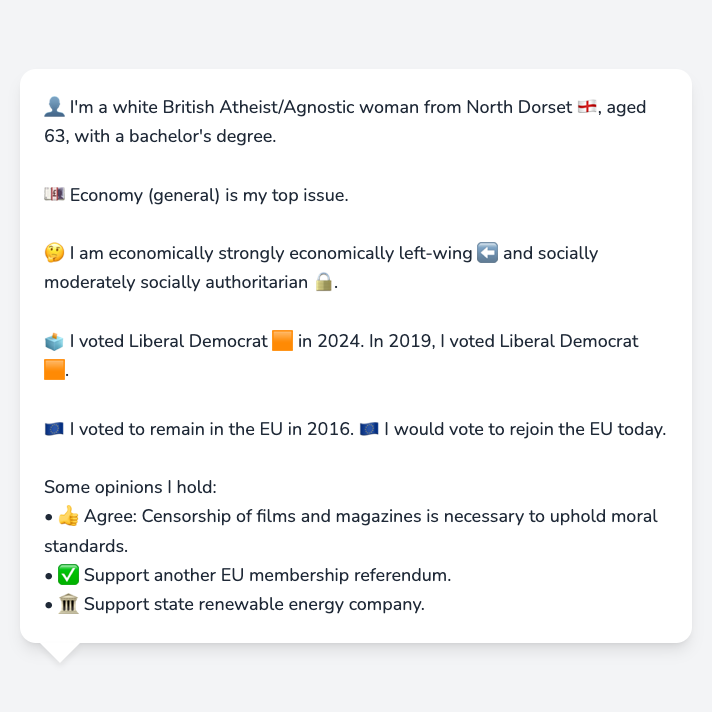 👤 I'm a white British Atheist/Agnostic woman from North Dorset 🏴󠁧󠁢󠁥󠁮󠁧󠁿, aged
63, with a bachelor's degree.
💷 Economy (general) is my top issue.
🤔 I am economically strongly economically left-wing ⬅️ and socially
moderately socially authoritarian 🔒.
🗳️ I voted Liberal Democrat 🟧 in 2024. In 2019, I voted Liberal Democrat
🟧.
🇪🇺 I voted to remain in the EU in 2016. 🇪🇺 I would vote to rejoin the EU today.
Some opinions I hold:
• 👍 Agree: Censorship of films and magazines is necessary to uphold moral
standards.
• ✅ Support another EU membership referendum.
• 🏛️ Support state renewable energy company.